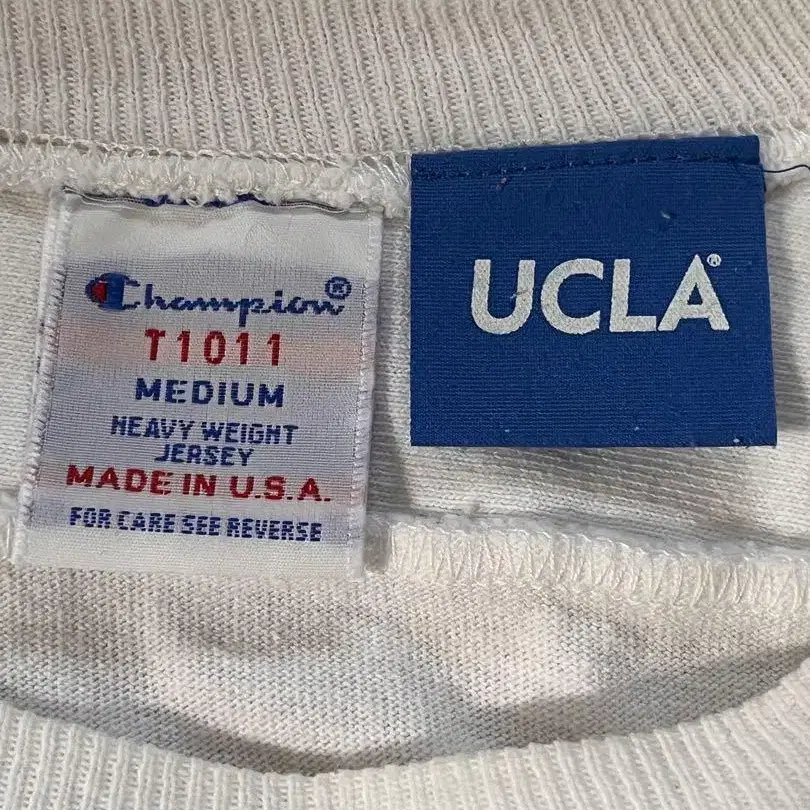 Champion®
T1011
MEDIUM
HEAVY WEIGHT
JERSEY
MADE IN U.S.A.
FOR CARE SEE REVERSE
UCLA®